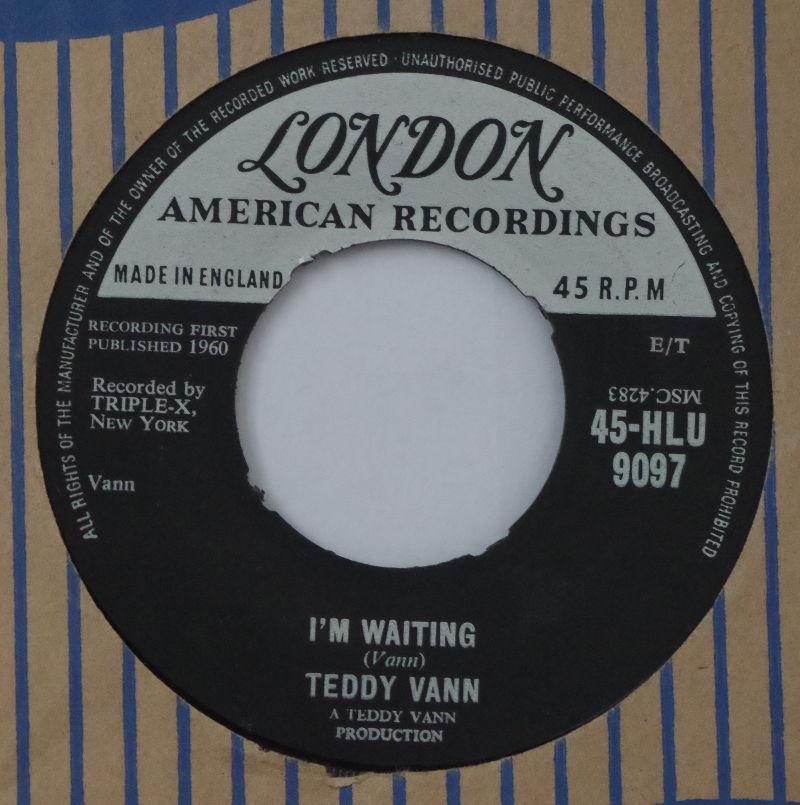 ALL RIGHTS OF THE MANUFACTURER AND OF THE OWNER OF THE RECORDED WORK RESERVED · UNAUTHORISED PUBLIC PERFORMANCE BROADCASTING AND COPYING OF THIS RECORD PROHIBITED
LONDON
AMERICAN RECORDINGS
MADE IN ENGLAND
45 R.P.M
RECORDING FIRST
PUBLISHED 1960
E/T
Recorded by
TRIPLE-X,
NEW YORK
MSC.4283
45-HLU
9097
Vann
I'M WAITING
(Vann)
TEDDY VANN
A TEDDY VANN
PRODUCTION